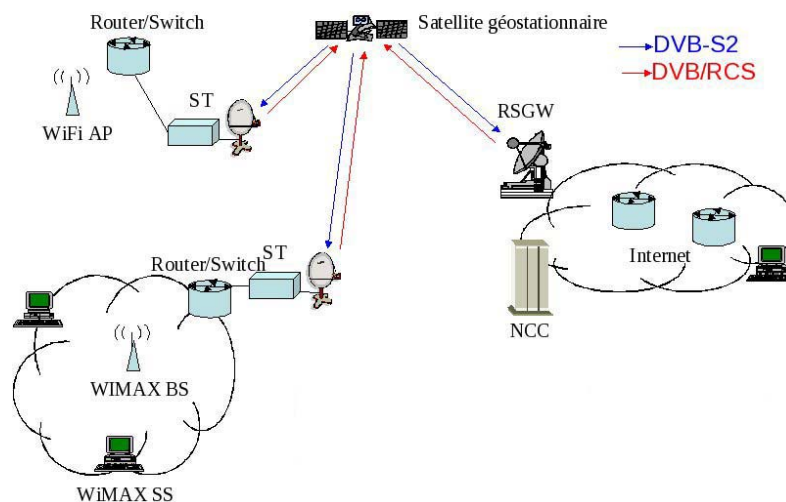 Router/Switch
Satellite géostationnaire
DVB-S2
DVB/RCS
ST
WiFi AP
RSGW
Internet
Router/Switch
ST
NCC
WIMAX BS
WiMAX SS